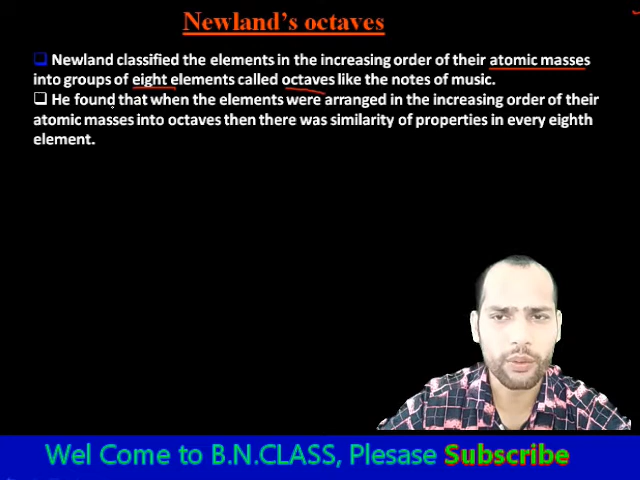 Newland's octaves
Newland classified the elements in the increasing order of their atomic masses
into groups of eight elements called octaves like the notes of music.
He found that when the elements were arranged in the increasing order of their
atomic masses into octaves then there was similarity of properties in every eighth
element.
Wel Come to B.N.CLASS, Plesase Subscribe